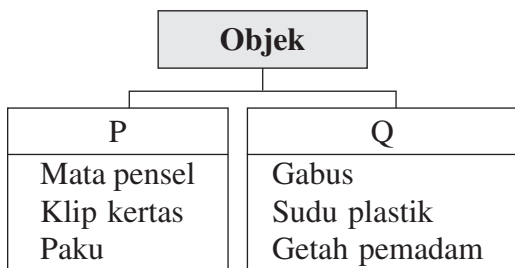 Objek
P
Mata pensel
Klip kertas
Paku
Q
Gabus
Sudu plastik
Getah pemadam